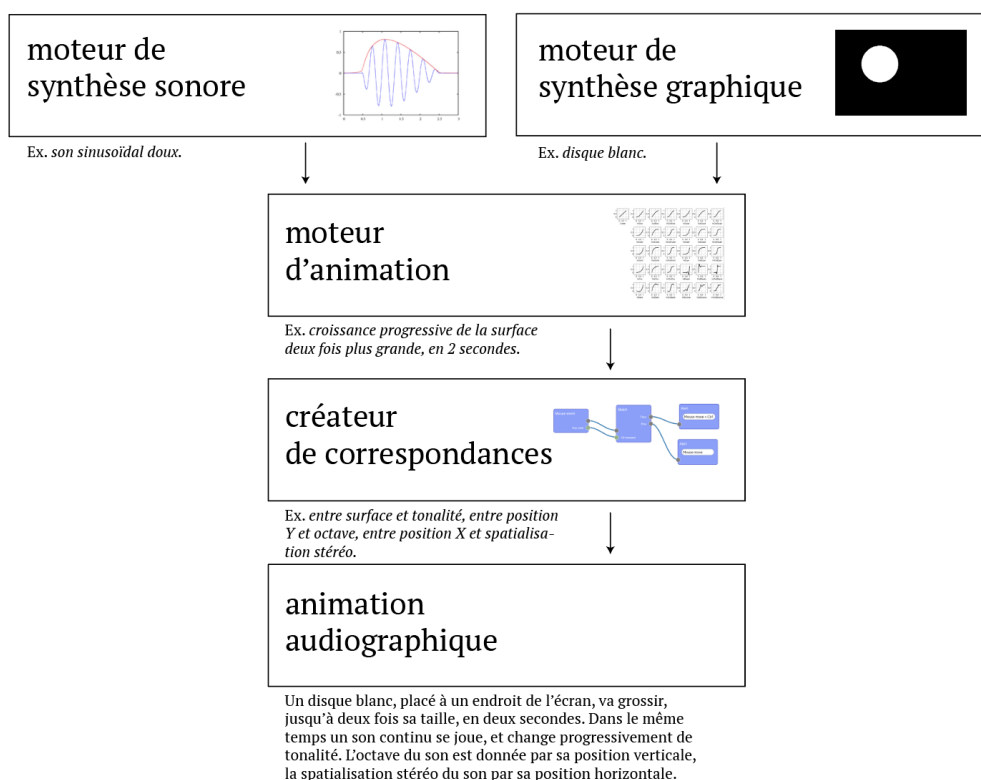 moteur de
synthèse sonore
Ex. son sinusoïdal doux.
moteur de
synthèse graphique
Ex. disque blanc.
moteur
d’animation
Ex. croissance progressive de la surface
deux fois plus grande, en 2 secondes.
créateur
de correspondances
Ex. entre surface et tonalité, entre position
Y et octave, entre position X et spatialisa-
tion stéréo.
animation
audiographique
Un disque blanc, placé à un endroit de l’écran, va grossir,
jusqu’à deux fois sa taille, en deux secondes. Dans le même
temps un son continu se joue, et change progressivement de
tonalité. L’octave du son est donnée par sa position verticale,
la spatialisation stéréo du son par sa position horizontale.